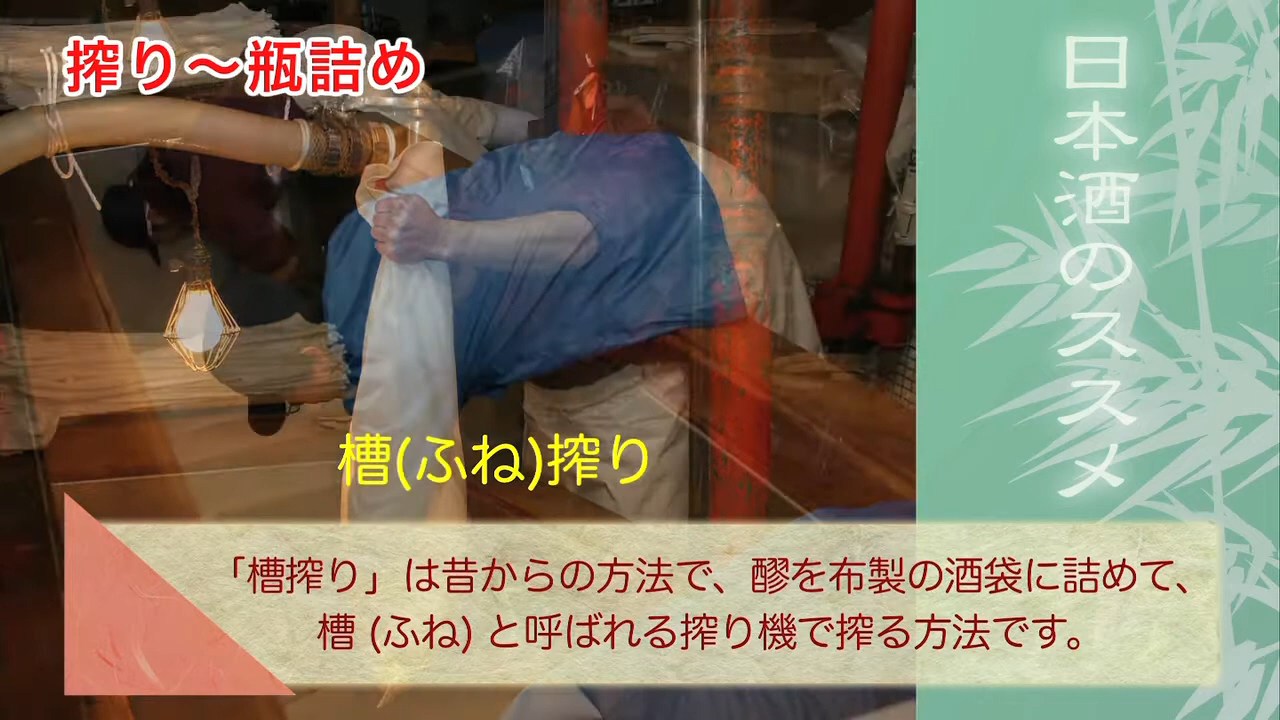 搾り～瓶詰め
日本酒のススメ
槽(ふね)搾り
「槽搾り」は昔からの方法で、醪を布製の酒袋に詰めて、
槽 (ふね) と呼ばれる搾り機で搾る方法です。